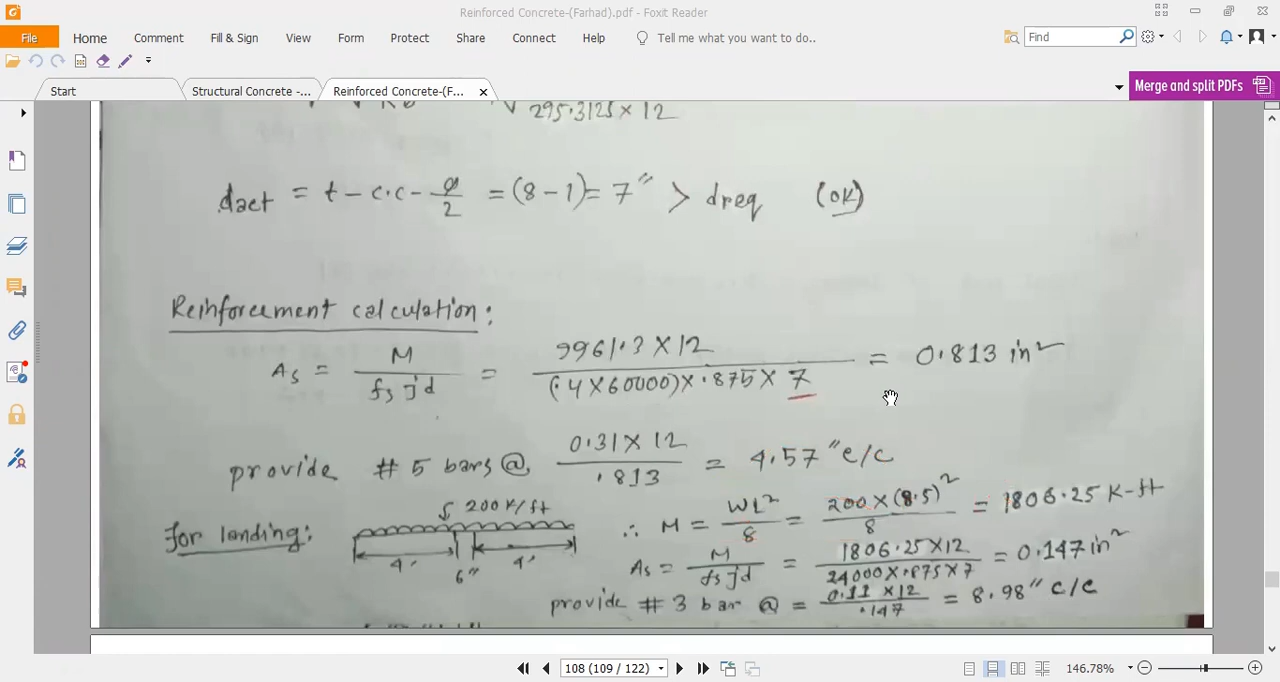 Reinforced Concrete-(Farhad).pdf - Foxit Reader
File Home Comment Fill & Sign View Form Protect Share Connect Help Tell me what you want to do.. Find
Start Structural Concrete -... Reinforced Concrete-(F... Merge and split PDFs
295.3125 × 12
dact = t - c.c - ø/2 = (8 - 1) = 7" > dreq (OK)
Reinforcement calculation:
As = M / fs jd = 9961.3 × 12 / (.4 × 60000) × .875 × 7 = 0.813 in²
provide # 5 bars @ 0.31 × 12 / .813 = 4.57" c/c
for landing: 200 K/ft 4' 6" 4' ∴ M = WL² / 8 = 200 × (8.5)² / 8 = 1806.25 K-ft
As = M / fs jd = 1806.25 × 12 / 24000 × .875 × 7 = 0.147 in²
provide # 3 bar @ = 0.11 × 12 / .147 = 8.98" c/c
108 (109 / 122) 146.78%